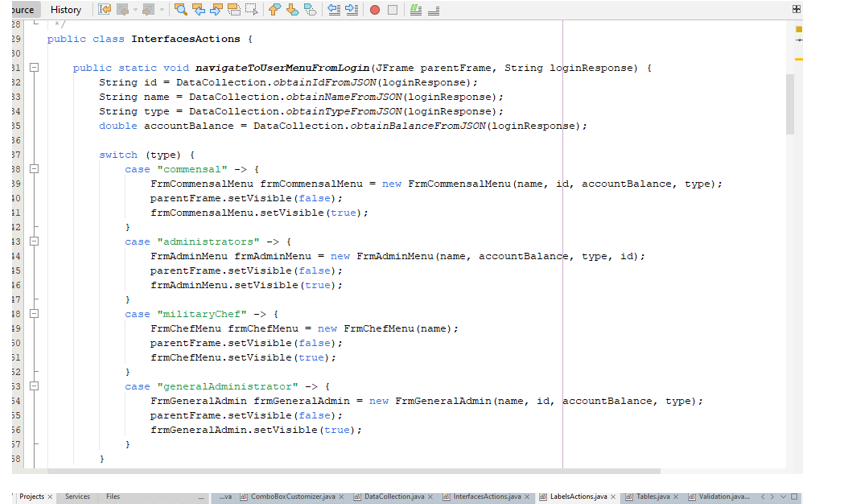 Source History
28 */
29 public class InterfacesActions {
30
31 public static void navigateToUserMenuFromLogin(JFrame parentFrame, String loginResponse) {
32 String id = DataCollection.obtainIdFromJSON(loginResponse);
33 String name = DataCollection.obtainNameFromJSON(loginResponse);
34 String type = DataCollection.obtainTypeFromJSON(loginResponse);
35 double accountBalance = DataCollection.obtainBalanceFromJSON(loginResponse);
36
37 switch (type) {
38 case "commensal" -> {
39 FrmCommensalMenu frmCommensalMenu = new FrmCommensalMenu(name, id, accountBalance, type);
40 parentFrame.setVisible(false);
41 frmCommensalMenu.setVisible(true);
42 }
43 case "administrators" -> {
44 FrmAdminMenu frmAdminMenu = new FrmAdminMenu(name, accountBalance, type, id);
45 parentFrame.setVisible(false);
46 frmAdminMenu.setVisible(true);
47 }
48 case "militaryChef" -> {
49 FrmChefMenu frmChefMenu = new FrmChefMenu(name);
50 parentFrame.setVisible(false);
51 frmChefMenu.setVisible(true);
52 }
53 case "generalAdministrator" -> {
54 FrmGeneralAdmin frmGeneralAdmin = new FrmGeneralAdmin(name, id, accountBalance, type);
55 parentFrame.setVisible(false);
56 frmGeneralAdmin.setVisible(true);
57 }
58 }
Projects × Services Files ...va ComboBoxCustomizer.java × DataCollection.java × InterfacesActions.java × LabelsActions.java × Tables.java × Validation.java...